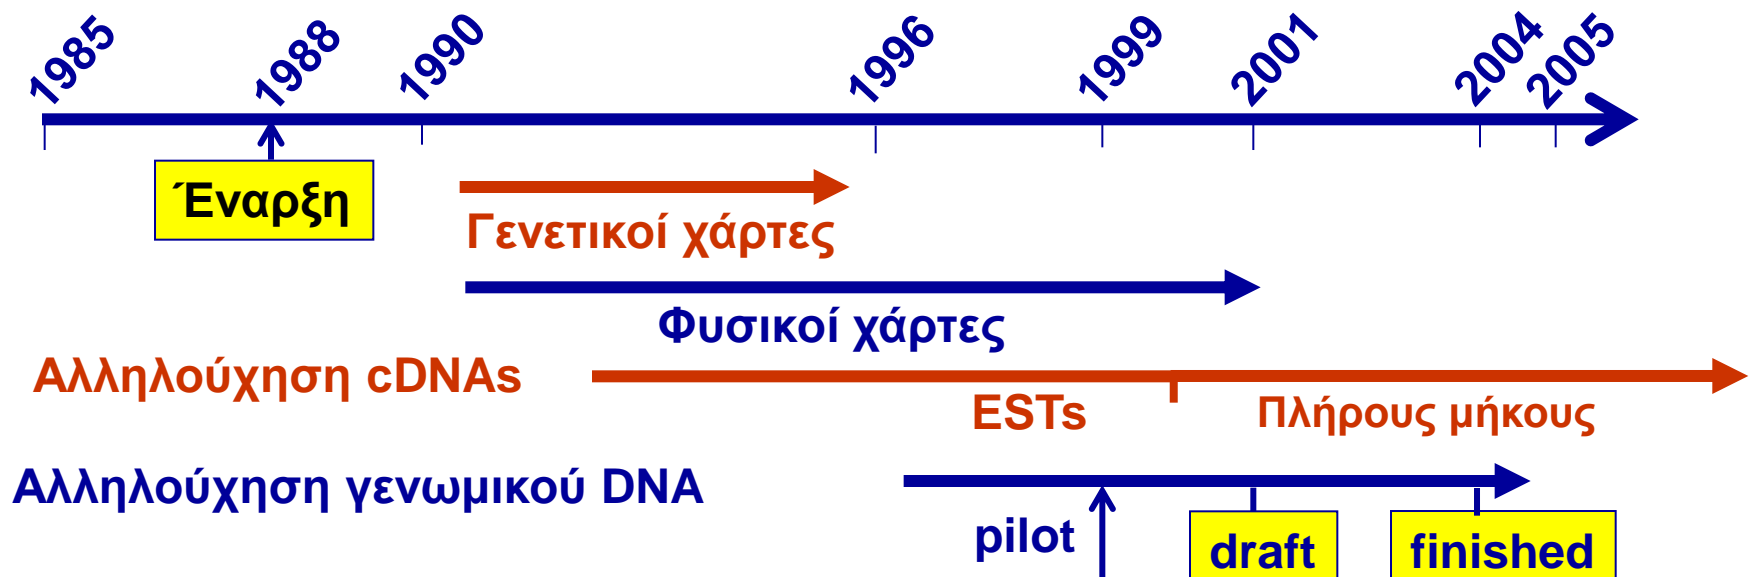 1985 1988 1990 1996 1999 2001 2004 2005
Έναρξη
Γενετικοί χάρτες
Φυσικοί χάρτες
Αλληλούχηση cDNAs
ESTs Πλήρους μήκους
Αλληλούχηση γενωμικού DNA
pilot draft finished